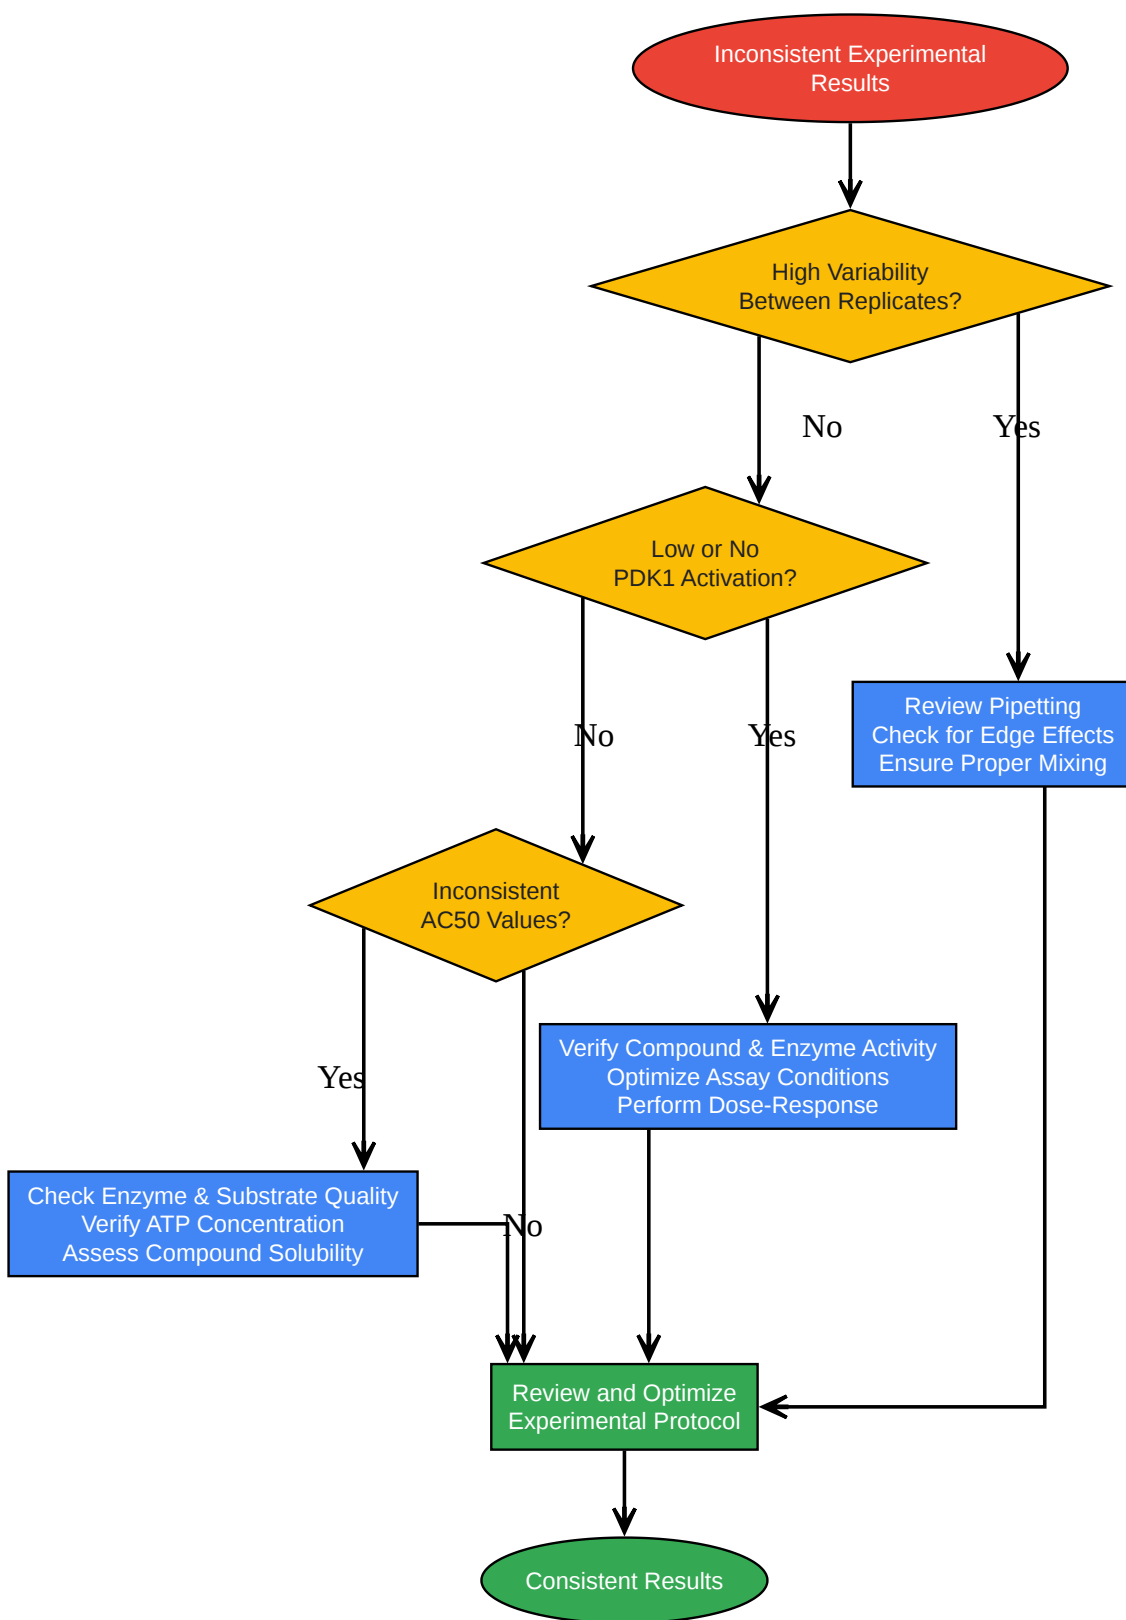 Inconsistent Experimental
Results
High Variability
Between Replicates?
No
Yes
Low or No
PDK1 Activation?
Review Pipetting
Check for Edge Effects
Ensure Proper Mixing
No
Yes
Inconsistent
AC50 Values?
Verify Compound & Enzyme Activity
Optimize Assay Conditions
Perform Dose-Response
Yes
Check Enzyme & Substrate Quality
Verify ATP Concentration
Assess Compound Solubility
No
Review and Optimize
Experimental Protocol
Consistent Results